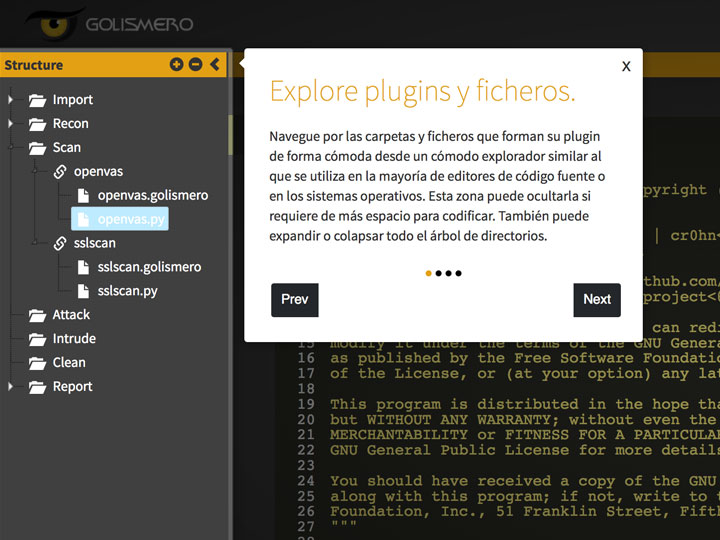 GOLISMERO
Structure
Import
Recon
Scan
openvas
openvas.golismero
openvas.py
sslscan
sslscan.golismero
sslscan.py
Attack
Intrude
Clean
Report
X
Explore plugins y ficheros.
Navegue por las carpetas y ficheros que forman su plugin
de forma cómoda desde un cómodo explorador similar al
que se utiliza en la mayoría de editores de código fuente o
en los sistemas operativos. Esta zona puede ocultarla si
requiere de más espacio para codificar. También puede
expandir o colapsar todo el árbol de directorios.
Prev
Next
pyright (
| cr0hn<
thub.com/
project<
can redi
15 modify it under the terms of the GNU Genera
16 as published by the Free Software Foundatio
17 of the License, or (at your option) any lat
18
19 This program is distributed in the hope tha
20 but WITHOUT ANY WARRANTY; without even the
21 MERCHANTABILITY or FITNESS FOR A PARTICULAR
22 GNU General Public License for more details
23
24 You should have received a copy of the GNU
25 along with this program; if not, write to t
26 Foundation, Inc., 51 Franklin Street, Fifth
27 """